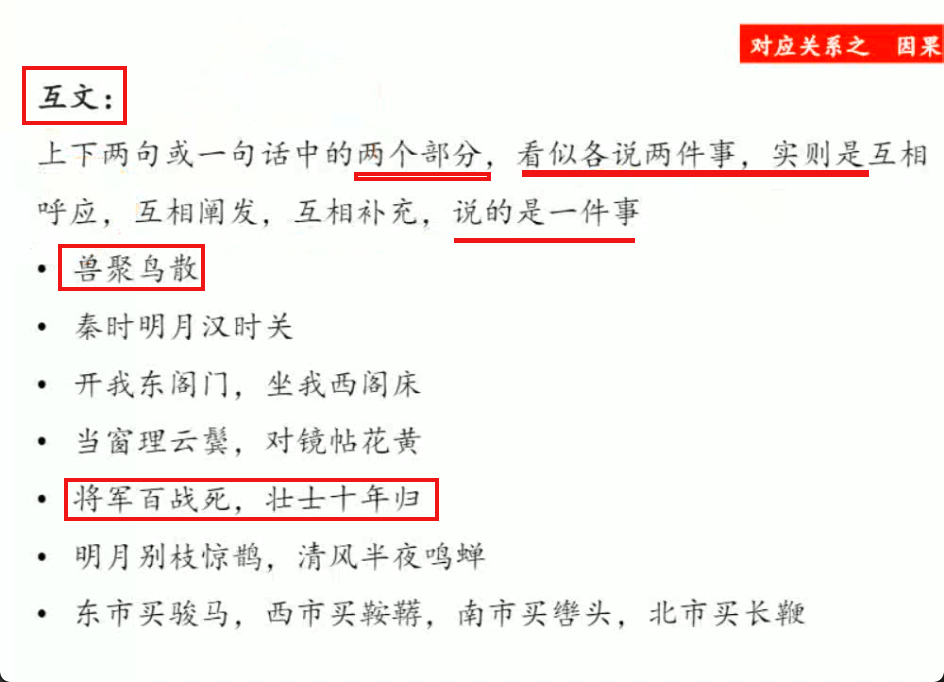 对应关系之 因果
互文：
上下两句或一句话中的两个部分，看似各说两件事，实则是互相
呼应，互相阐发，互相补充，说的是一件事
• 兽聚鸟散
• 秦时明月汉时关
• 开我东阁门，坐我西阁床
• 当窗理云鬓，对镜帖花黄
• 将军百战死，壮士十年归
• 明月别枝惊鹊，清风半夜鸣蝉
• 东市买骏马，西市买鞍鞯，南市买辔头，北市买长鞭